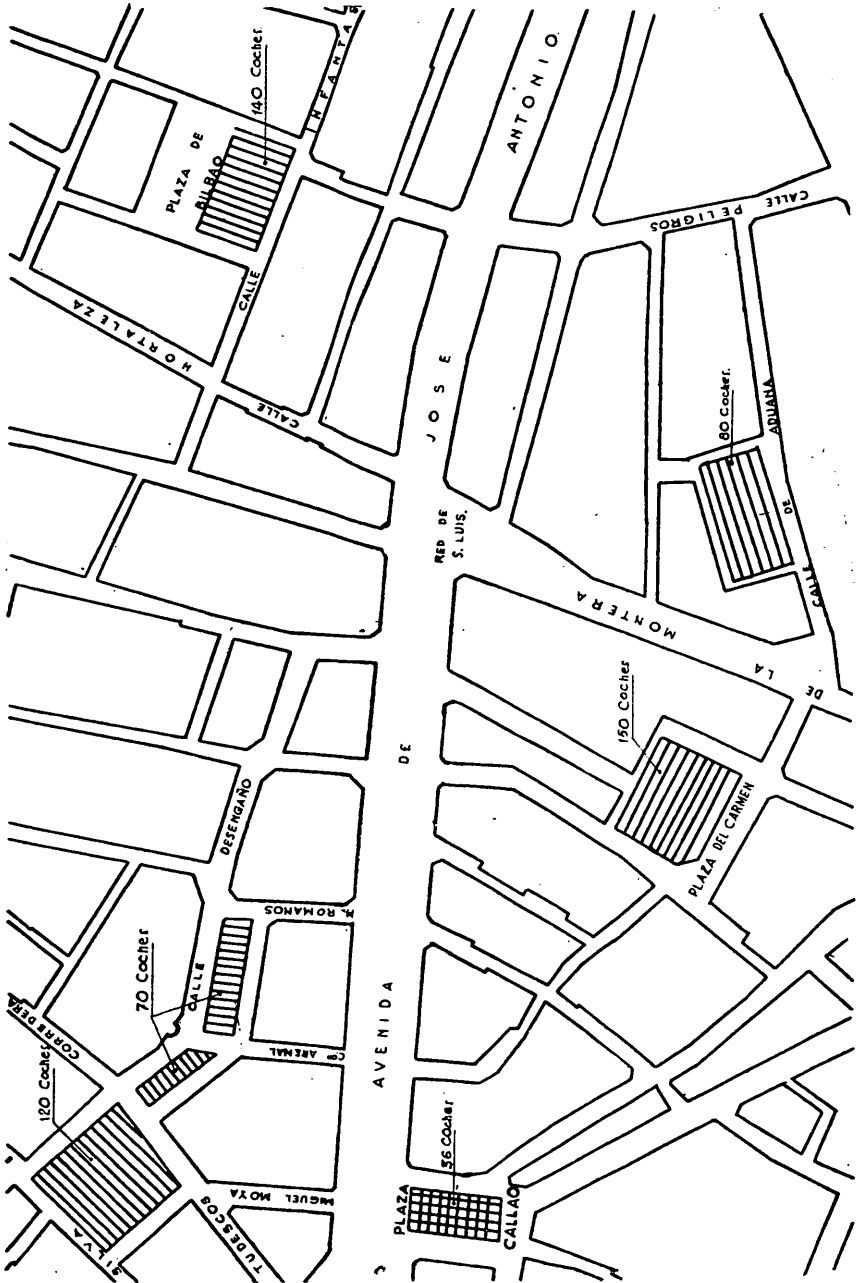 140 Coches
INFANTAS
PLAZA DE
BILBAO
CALLE
HORTALEZA
CALLE
ANTONIO
CALLE PELIGROS
JOSE
80 Coches
ADUANA
DE
CALLE
RED DE
S. LUIS.
MONTERA
LA
DE
150 Coches
PLAZA DEL CARMEN
DE
DESENGAÑO
M. ROMANOS
70 Coches
CALLE
CORREDERA
120 Coches
ARENAL
AVENIDA
56 Coches
PLAZA
CALLAO
MIGUEL MOYA
TUDESCOS
SILVA